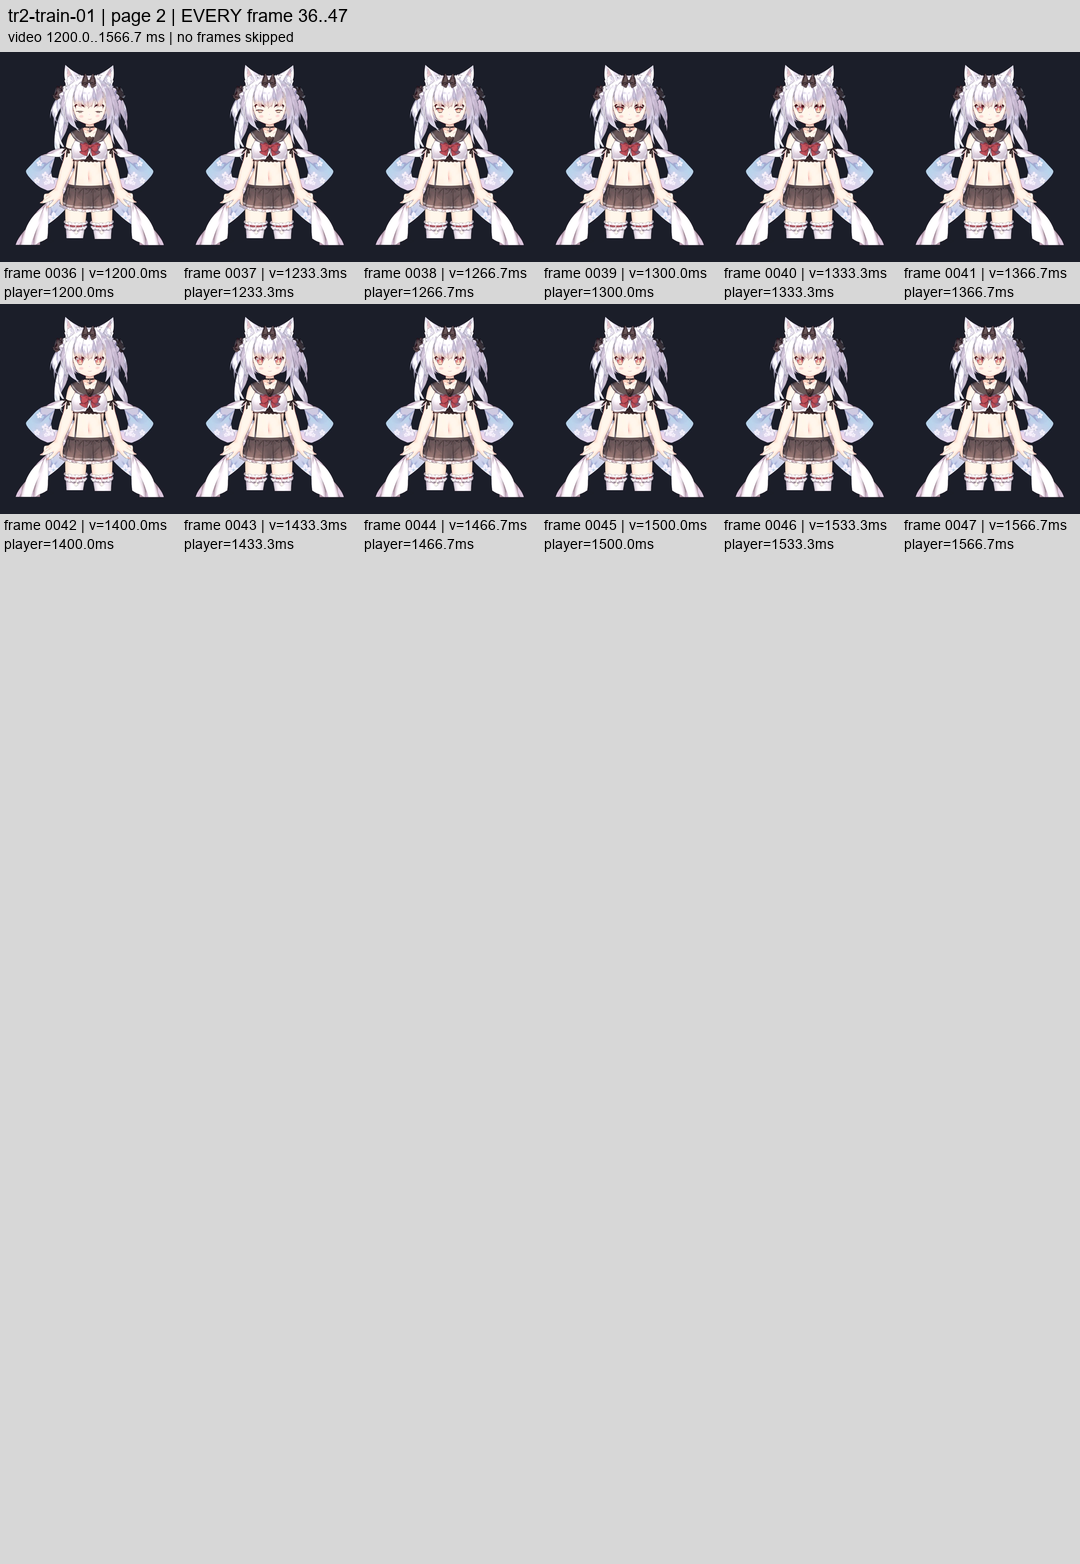 tr2-train-01 | page 2 | EVERY frame 36..47
video 1200.0..1566.7 ms | no frames skipped
frame 0036 | v=1200.0ms
player=1200.0ms
frame 0037 | v=1233.3ms
player=1233.3ms
frame 0038 | v=1266.7ms
player=1266.7ms
frame 0039 | v=1300.0ms
player=1300.0ms
frame 0040 | v=1333.3ms
player=1333.3ms
frame 0041 | v=1366.7ms
player=1366.7ms
frame 0042 | v=1400.0ms
player=1400.0ms
frame 0043 | v=1433.3ms
player=1433.3ms
frame 0044 | v=1466.7ms
player=1466.7ms
frame 0045 | v=1500.0ms
player=1500.0ms
frame 0046 | v=1533.3ms
player=1533.3ms
frame 0047 | v=1566.7ms
player=1566.7ms